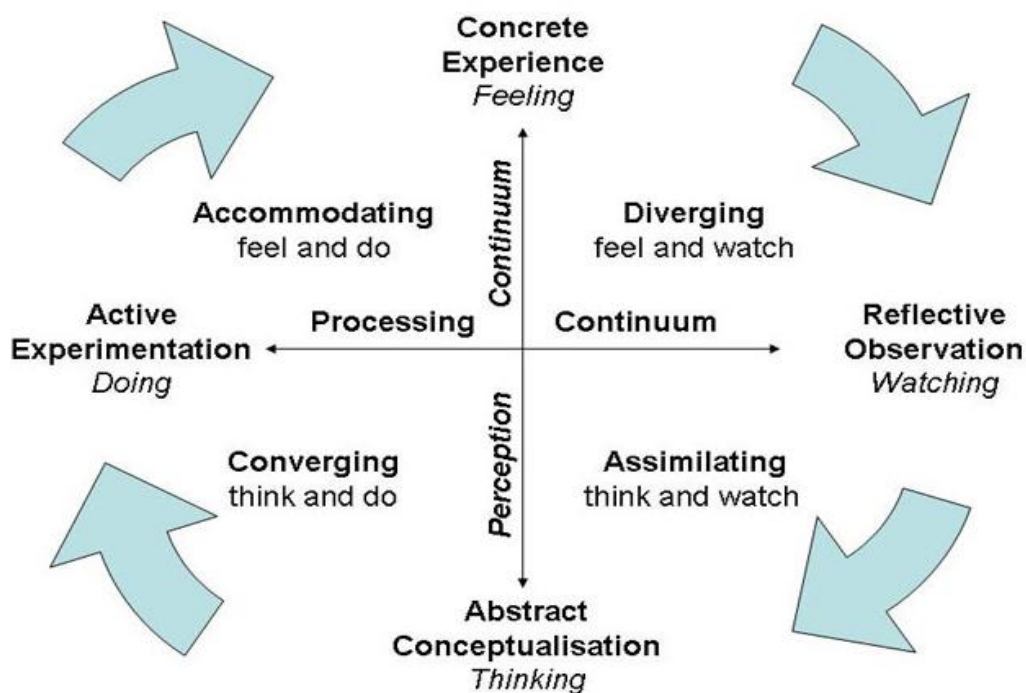 Concrete
Experience
Feeling
Accommodating
feel and do
Diverging
feel and watch
Continuum
Active
Experimentation
Doing
Processing
Continuum
Reflective
Observation
Watching
Perception
Converging
think and do
Assimilating
think and watch
Abstract
Conceptualisation
Thinking